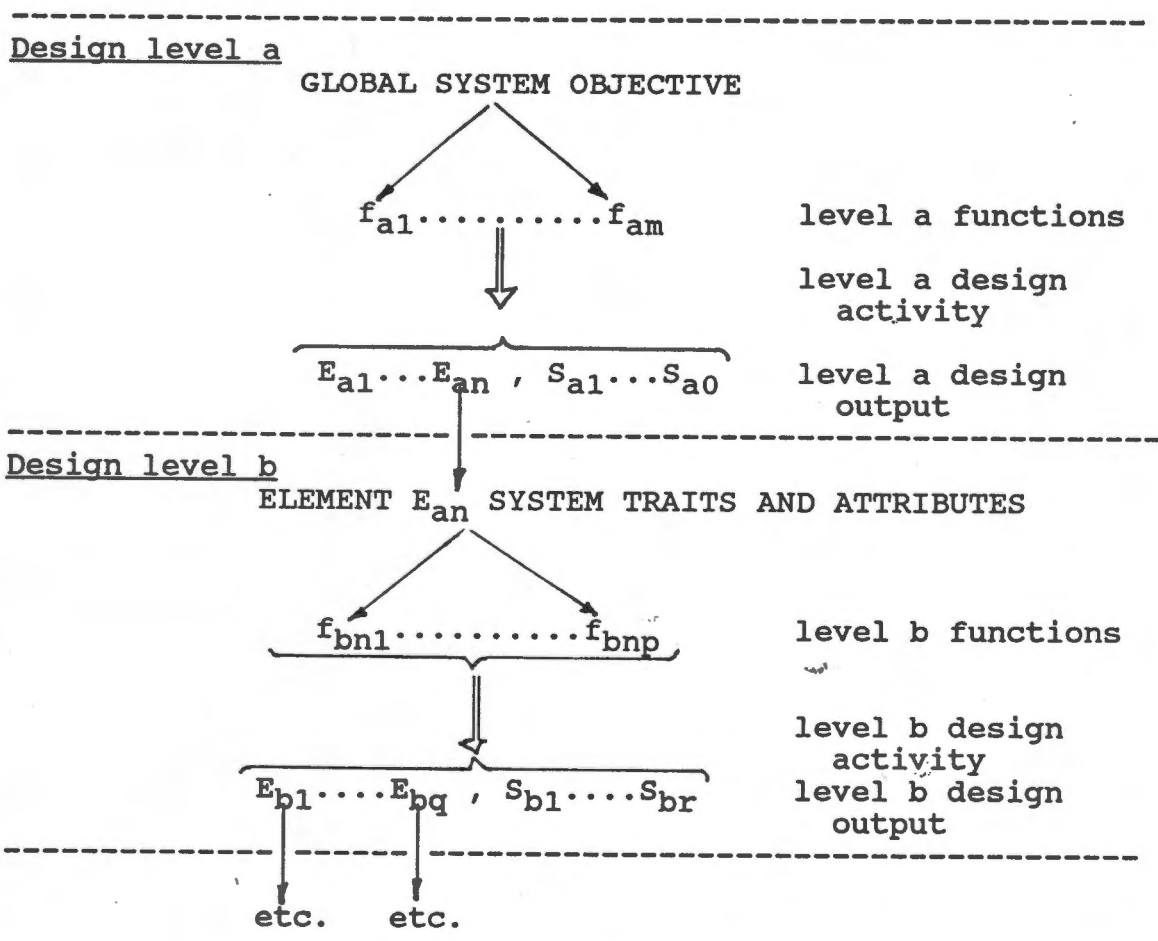 Design level a
GLOBAL SYSTEM OBJECTIVE
fa1..........fam
level a functions
level a design
activity
Ea1...Ean , Sa1...Sa0
level a design
output
Design level b
ELEMENT Ean SYSTEM TRAITS AND ATTRIBUTES
fbn1..........fbnp
level b functions
level b design
activity
Eb1....Ebq , Sb1....Sbr
level b design
output
etc. etc.